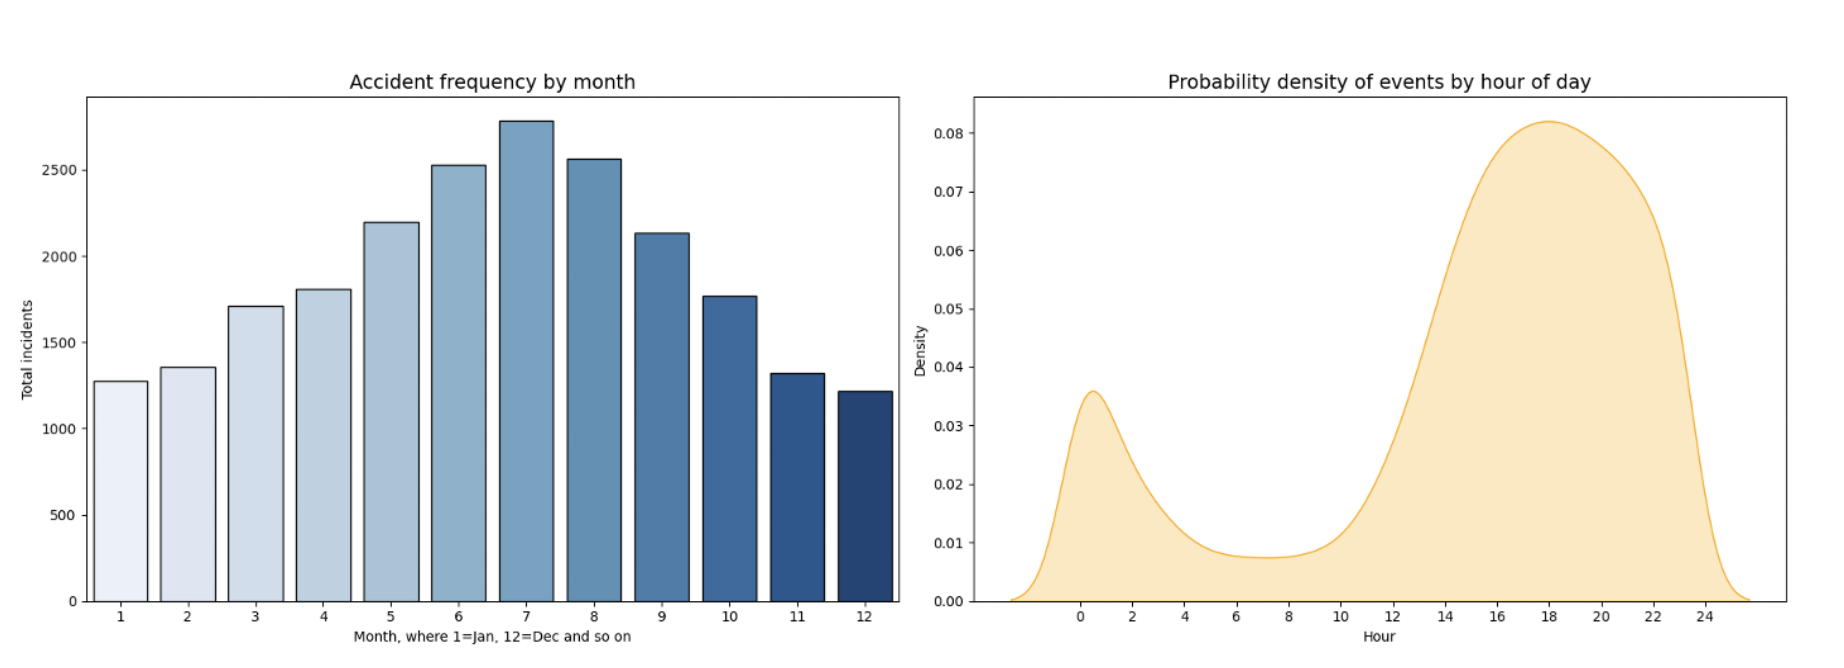 Accident frequency by month
Total incidents
2500
2000
1500
1000
500
0
1 2 3 4 5 6 7 8 9 10 11 12
Month, where 1=Jan, 12=Dec and so on
Probability density of events by hour of day
Density
0.08
0.07
0.06
0.05
0.04
0.03
0.02
0.01
0.00
0 2 4 6 8 10 12 14 16 18 20 22 24
Hour